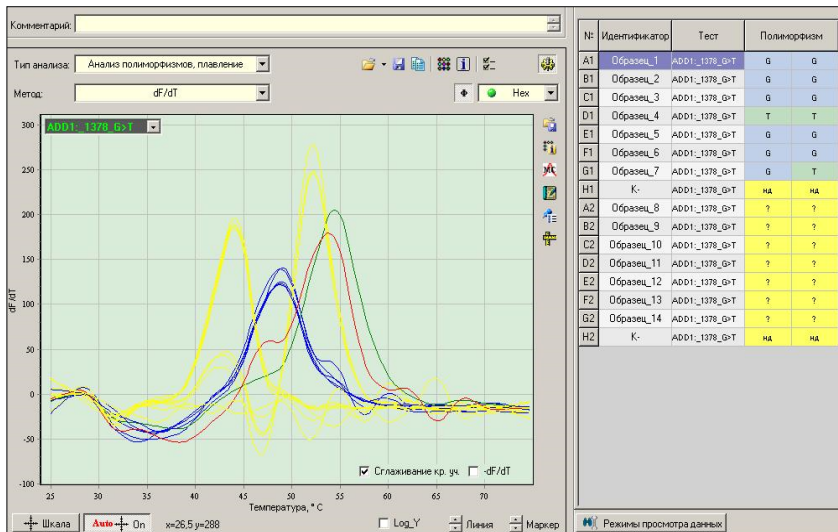 Комментарий:
Тип анализа: Анализ полиморфизмов, плавление
Метод: dF/dT Hex
ADD1:_1378_G>T
dF/dT
300
250
200
150
100
50
0
-50
-100
25 30 35 40 45 50 55 60 65 70
Температура, ° C
Сглаживание кр. уч. -dF/dT
Шкала Auto On x=26,5 y=288 Log_Y Линия Маркер
№ Идентификатор Тест Полиморфизм
A1 Образец_1 ADD1:_1378_G>T G G
B1 Образец_2 ADD1:_1378_G>T G G
C1 Образец_3 ADD1:_1378_G>T G G
D1 Образец_4 ADD1:_1378_G>T T T
E1 Образец_5 ADD1:_1378_G>T G G
F1 Образец_6 ADD1:_1378_G>T G G
G1 Образец_7 ADD1:_1378_G>T G T
H1 К- ADD1:_1378_G>T нд нд
A2 Образец_8 ADD1:_1378_G>T ? ?
B2 Образец_9 ADD1:_1378_G>T ? ?
C2 Образец_10 ADD1:_1378_G>T ? ?
D2 Образец_11 ADD1:_1378_G>T ? ?
E2 Образец_12 ADD1:_1378_G>T ? ?
F2 Образец_13 ADD1:_1378_G>T ? ?
G2 Образец_14 ADD1:_1378_G>T ? ?
H2 К- ADD1:_1378_G>T нд нд
Режимы просмотра данных